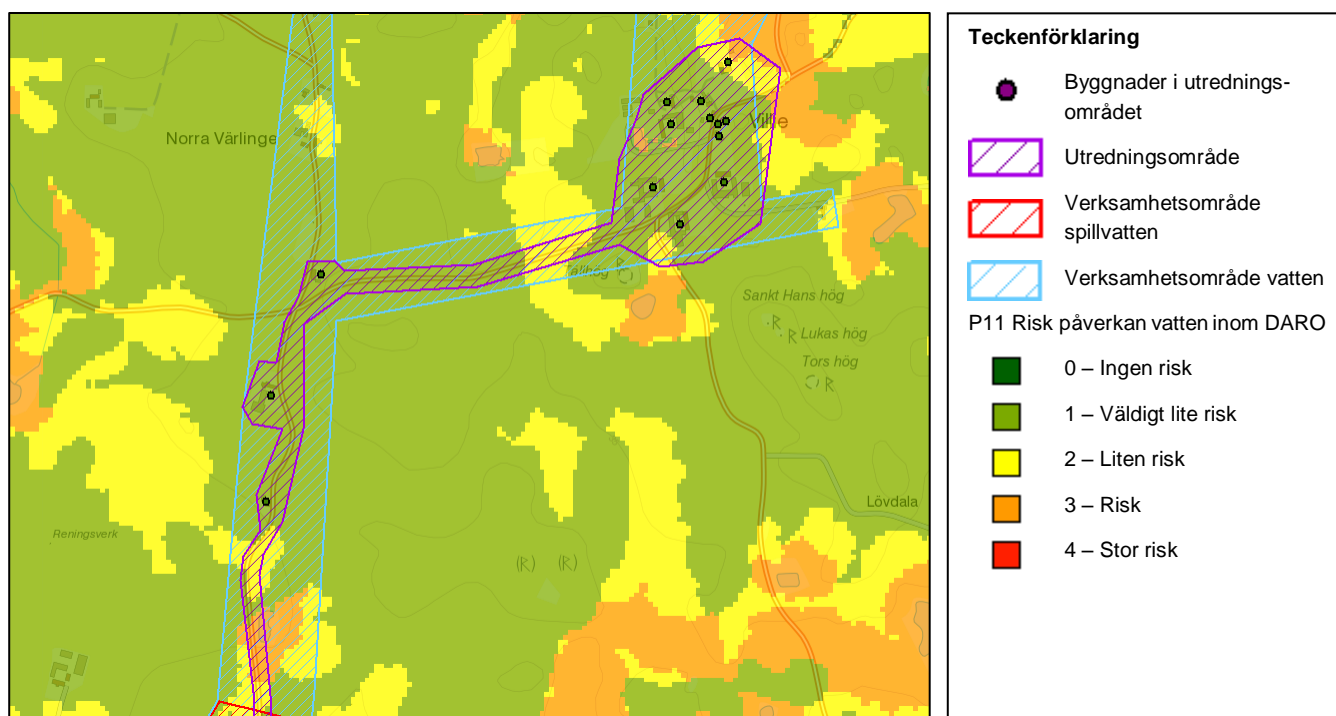 Norra Värlinge
Sankt Hans hög
R
R
Lukas hög
Tors hög
R
R
Lövdala
Reningsverk
(R)
(R)
Teckenförklaring
Byggnader i utrednings-
området
Utredningsområde
Verksamhetsområde
spillvatten
Verksamhetsområde vatten
P11 Risk påverkan vatten inom DARO
0 – Ingen risk
1 – Väldigt lite risk
2 – Liten risk
3 – Risk
4 – Stor risk